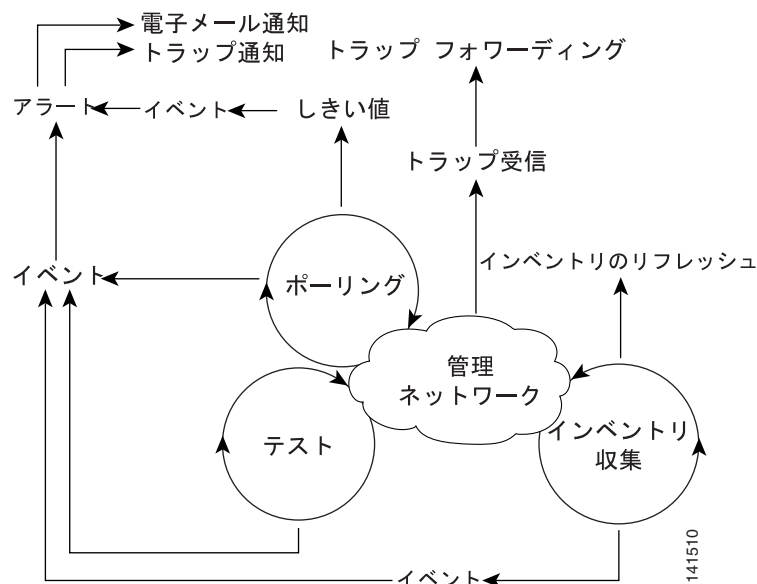 電子メール通知
トラップ通知
トラップ フォワーディング
アラート
イベント
しきい値
トラップ受信
イベント
ポーリング
インベントリのリフレッシュ
管理
ネットワーク
テスト
インベントリ
収集
イベント
141510